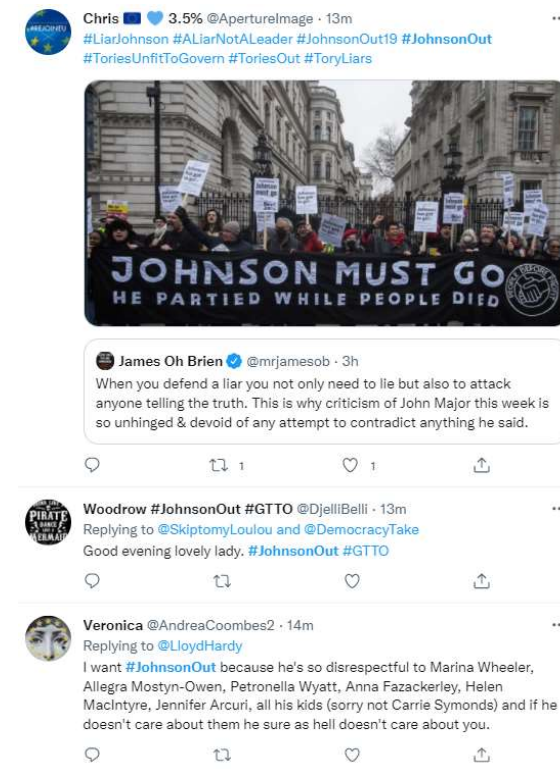 Chris 🇪🇺 💙 3.5% @ApertureImage · 13m
#REJOINEU
#LiarJohnson #ALiarNotALeader #JohnsonOut19 #JohnsonOut
#ToriesUnfitToGovern #ToriesOut #ToryLiars
JOHNSON MUST GO
HE PARTIED WHILE PEOPLE DIED
James Oh Brien @mrjamesob · 3h
When you defend a liar you not only need to lie but also to attack
anyone telling the truth. This is why criticism of John Major this week is
so unhinged & devoid of any attempt to contradict anything he said.
1 1
Woodrow #JohnsonOut #GTTO @DjelliBelli · 13m
PIRATE
DANCE
MERMAID
Replying to @SkiptomyLoulou and @DemocracyTake
Good evening lovely lady. #JohnsonOut #GTTO
Veronica @AndreaCoombes2 · 14m
Replying to @LloydHardy
I want #JohnsonOut because he's so disrespectful to Marina Wheeler,
Allegra Mostyn-Owen, Petronella Wyatt, Anna Fazackerley, Helen
MacIntyre, Jennifer Arcuri, all his kids (sorry not Carrie Symonds) and if he
doesn't care about them he sure as hell doesn't care about you.